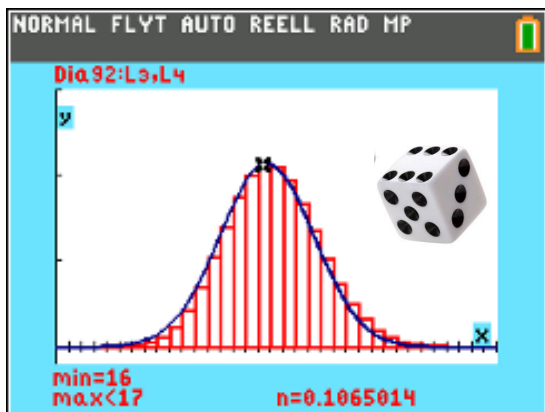 NORMAL FLYT AUTO REELL RAD MP
Dia92:L3,L4
y
x
min=16
max<17 n=0.1065014